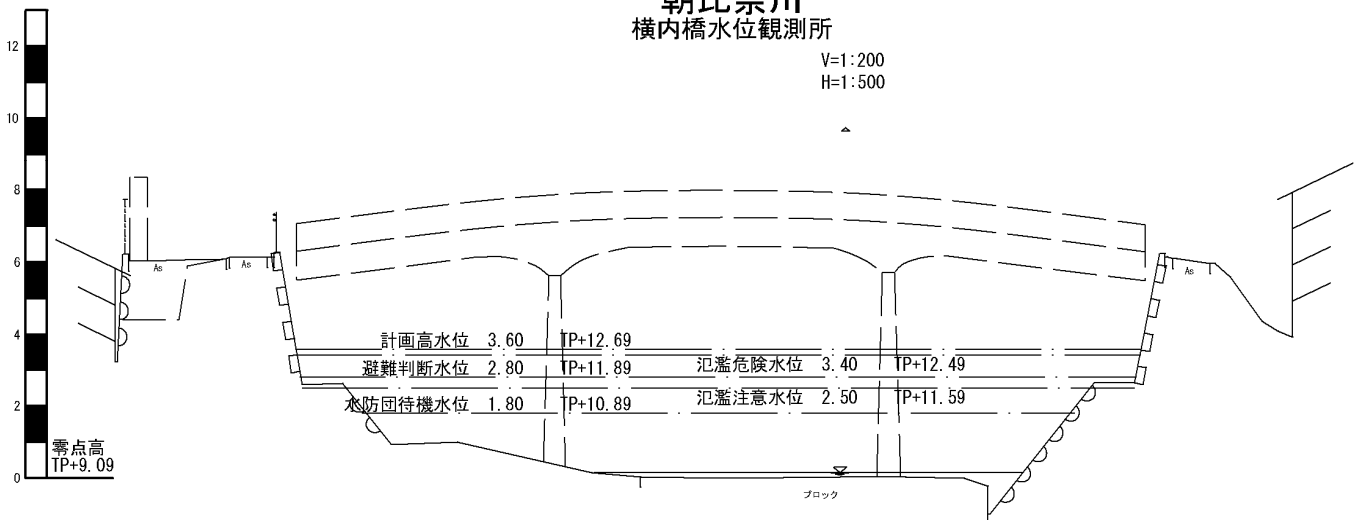 朝比奈川
横内橋水位観測所
V=1:200
H=1:500
12
10
8
6
4
2
0
As
As
As
計画高水位 3.60 TP+12.69
氾濫危険水位 3.40 TP+12.49
避難判断水位 2.80 TP+11.89
氾濫注意水位 2.50 TP+11.59
水防団待機水位 1.80 TP+10.89
零点高
TP+9.09
ブロック